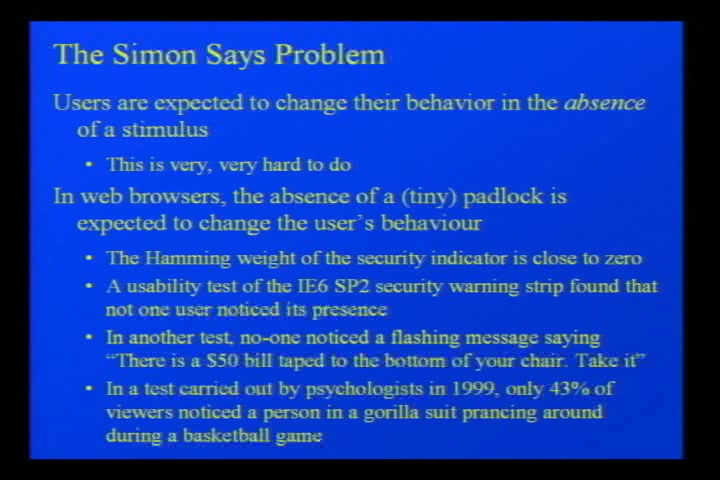 The Simon Says Problem
Users are expected to change their behavior in the absence
of a stimulus
• This is very, very hard to do
In web browsers, the absence of a (tiny) padlock is
expected to change the user's behaviour
• The Hamming weight of the security indicator is close to zero
• A usability test of the IE6 SP2 security warning strip found that
not one user noticed its presence
• In another test, no-one noticed a flashing message saying
“There is a $50 bill taped to the bottom of your chair. Take it”
• In a test carried out by psychologists in 1999, only 43% of
viewers noticed a person in a gorilla suit prancing around
during a basketball game